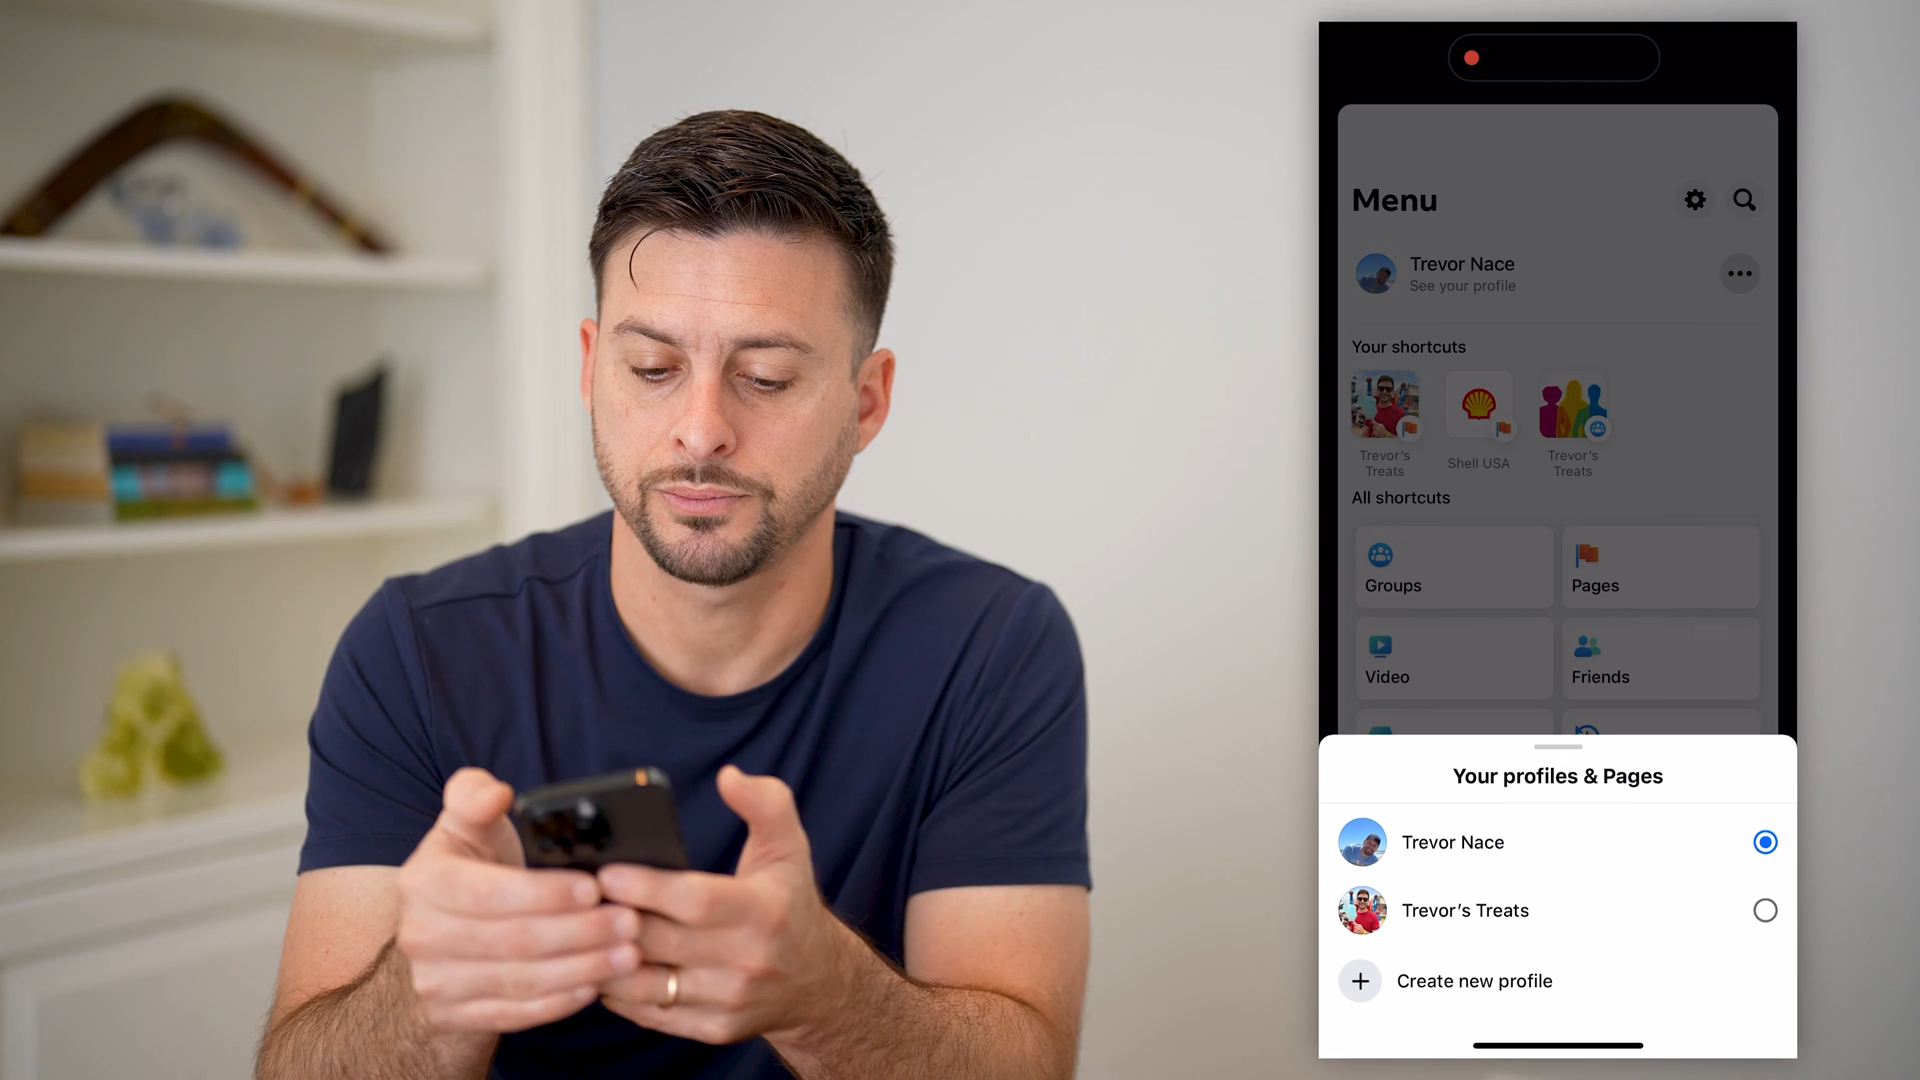 Menu
Trevor Nace
See your profile
Your shortcuts
Trevor's
Treats
Shell USA
Trevor's
Treats
All shortcuts
Groups
Pages
Video
Friends
Your profiles & Pages
Trevor Nace
Trevor’s Treats
Create new profile